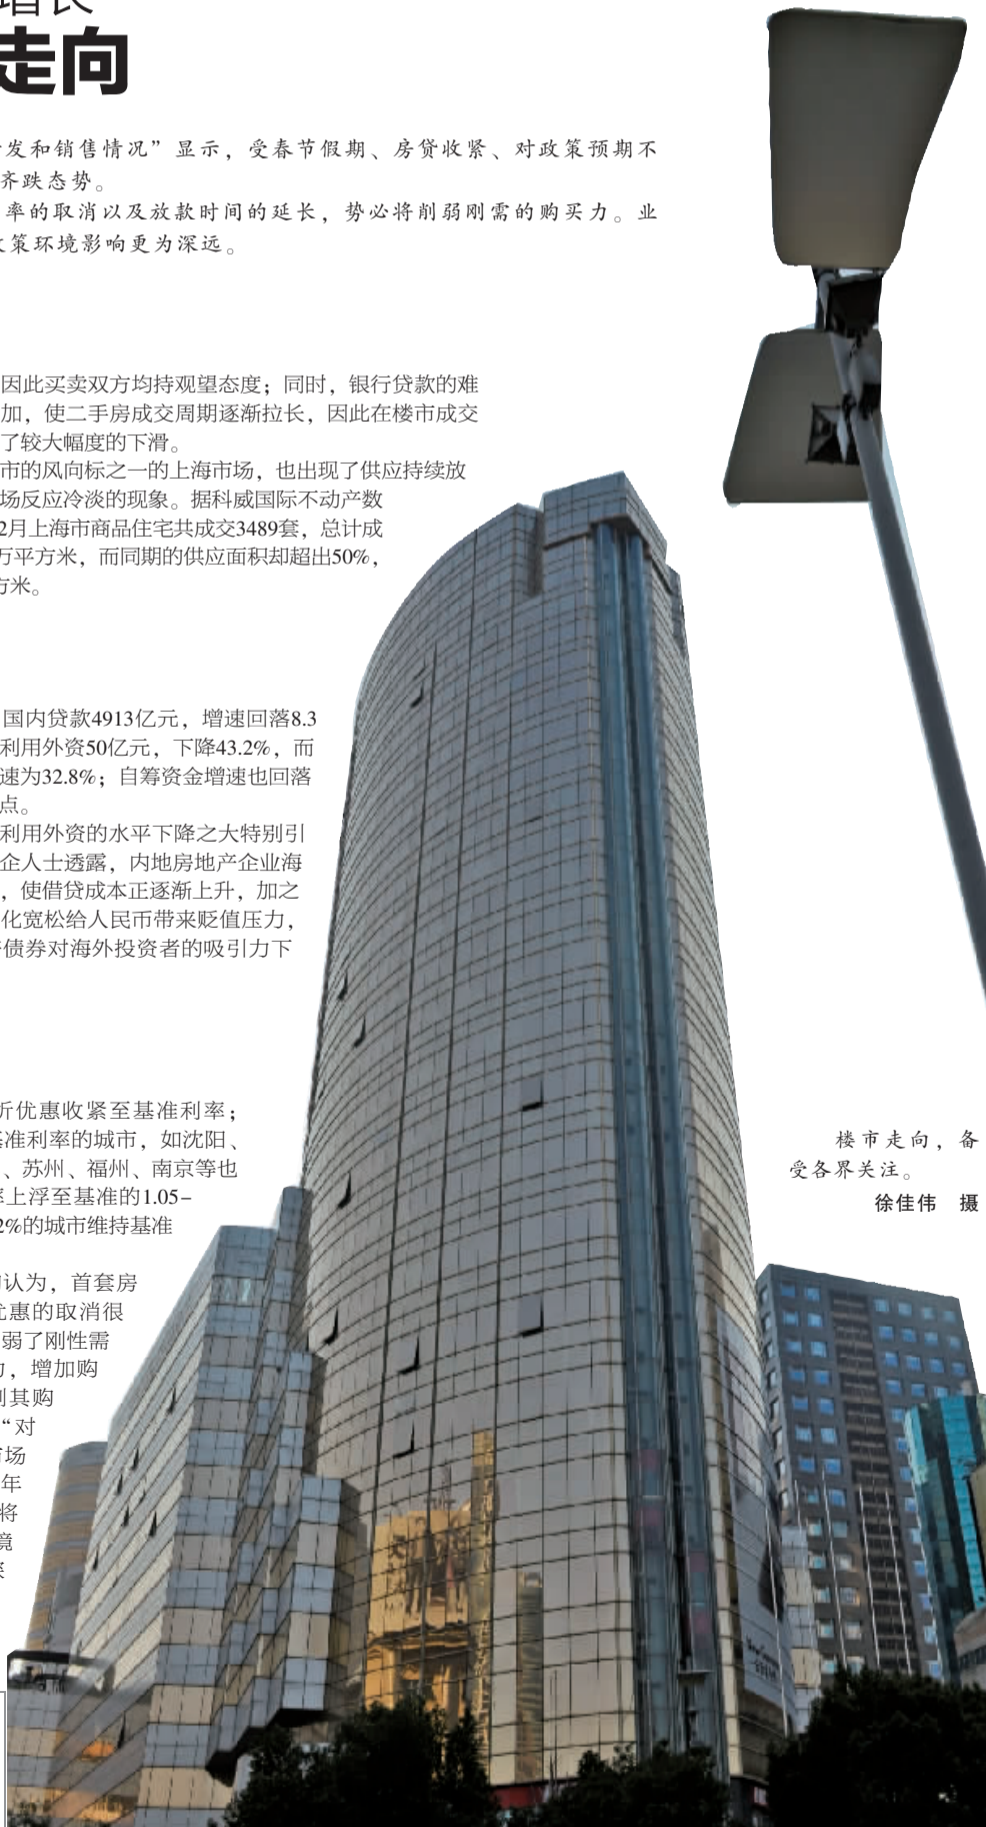 增长
走向
发和销售情况”显示，受春节假期、房贷收紧、对政策预期不
齐跌态势。
率的取消以及放款时间的延长，势必将削弱刚需的购买力。业
政策环境影响更为深远。
因此买卖双方均持观望态度；同时，银行贷款的难
加，使二手房成交周期逐渐拉长，因此在楼市成交
了较大幅度的下滑。
市的风向标之一的上海市场，也出现了供应持续放
场反应冷淡的现象。据科威国际不动产数
2月上海市商品住宅共成交3489套，总计成
万平方米，而同期的供应面积却超出50%，
方米。
国内贷款4913亿元，增速回落8.3
利用外资50亿元，下降43.2%，而
速为32.8%；自筹资金增速也回落
点。
利用外资的水平下降之大特别引
企人士透露，内地房地产企业海
，使借贷成本正逐渐上升，加之
化宽松给人民币带来贬值压力，
债券对海外投资者的吸引力下
折优惠收紧至基准利率；
基准利率的城市，如沈阳、
、苏州、福州、南京等也
率上浮至基准的1.05-
2%的城市维持基准
认为，首套房
优惠的取消很
弱了刚性需
力，增加购
制其购
“对
市场
年
将
境
深
楼市走向，备
受各界关注。
徐佳伟 摄